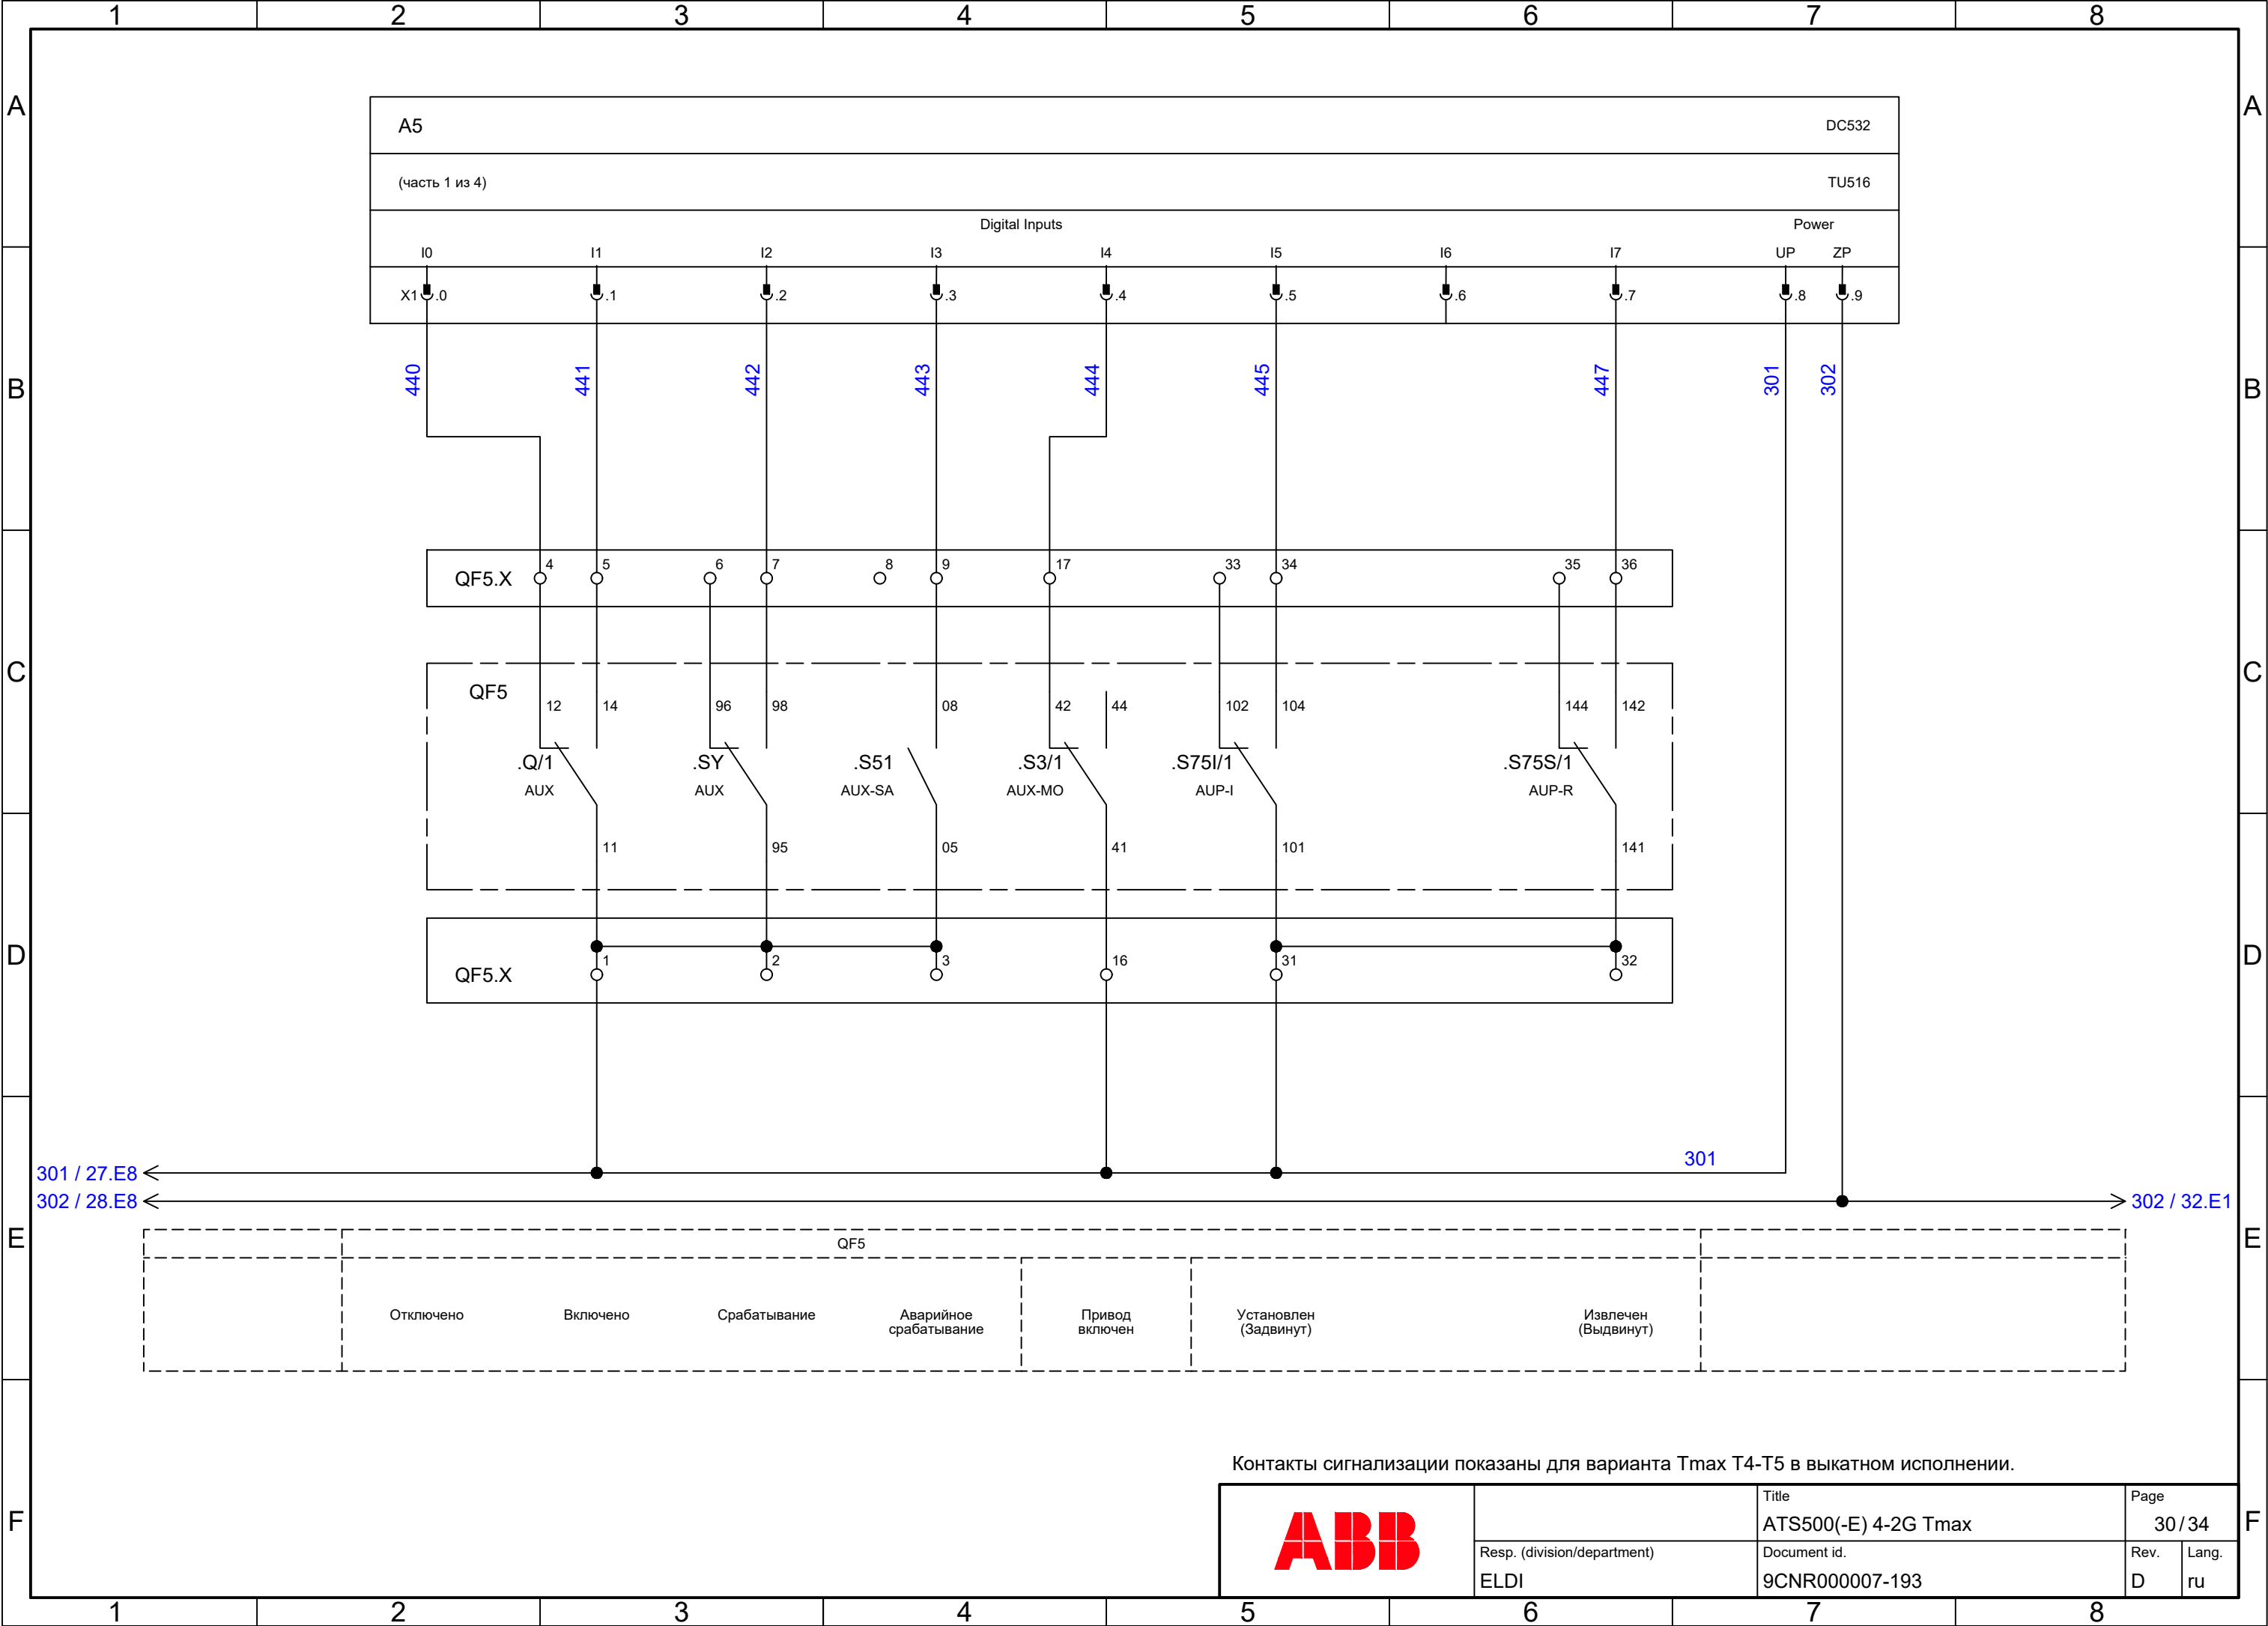 1 2 3 4 5 6 7 8
A A
A5 DC532
(часть 1 из 4) TU516
Digital Inputs Power
I0 I1 I2 I3 I4 I5 I6 I7 UP ZP
X1 .0 .1 .2 .3 .4 .5 .6 .7 .8 .9
B B
440 441 442 443 444 445 447 301 302
QF5.X 4 5 6 7 8 9 17 33 34 35 36
C C
QF5
12 14 96 98 08 42 44 102 104 144 142
.Q/1 .SY .S51 .S3/1 .S75I/1 .S75S/1
AUX AUX AUX-SA AUX-MO AUP-I AUP-R
11 95 05 41 101 141
D D
QF5.X 1 2 3 16 31 32
301
301 / 27.E8
302 / 28.E8 302 / 32.E1
E E
QF5
Отключено Включено Срабатывание Аварийное Привод Установлен Извлечен
срабатывание включен (Задвинут) (Выдвинут)
Контакты сигнализации показаны для варианта Tmax T4-T5 в выкатном исполнении.
F F
ABB
Title Page
ATS500(-E) 4-2G Tmax 30/34
Resp. (division/department) Document id. Rev. Lang.
ELDI 9CNR000007-193 D ru
1 2 3 4 5 6 7 8